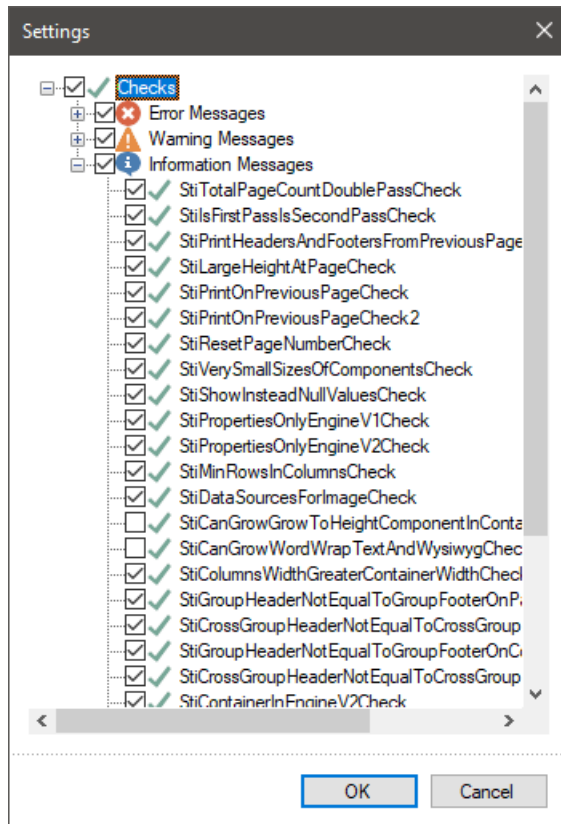 Settings
Checks
Error Messages
Warning Messages
Information Messages
StiTotalPageCountDoublePassCheck
StiIsFirstPassIsSecondPassCheck
StiPrintHeadersAndFootersFromPreviousPage
StiLargeHeightAtPageCheck
StiPrintOnPreviousPageCheck
StiPrintOnPreviousPageCheck2
StiResetPageNumberCheck
StiVerySmallSizesOfComponentsCheck
StiShowInsteadNullValuesCheck
StiPropertiesOnlyEngineV1Check
StiPropertiesOnlyEngineV2Check
StiMinRowsInColumnsCheck
StiDataSourcesForImageCheck
StiCanGrowGrowToHeightComponentInConta
StiCanGrowWordWrapTextAndWysiwygChec
StiColumnsWidthGreaterContainerWidthChecl
StiGroupHeaderNotEqualToGroupFooterOnPa
StiCrossGroupHeaderNotEqualToCrossGroup
StiGroupHeaderNotEqualToGroupFooterOnCo
StiCrossGroupHeaderNotEqualToCrossGroup
StiContainerInEngineV2Check
OK
Cancel